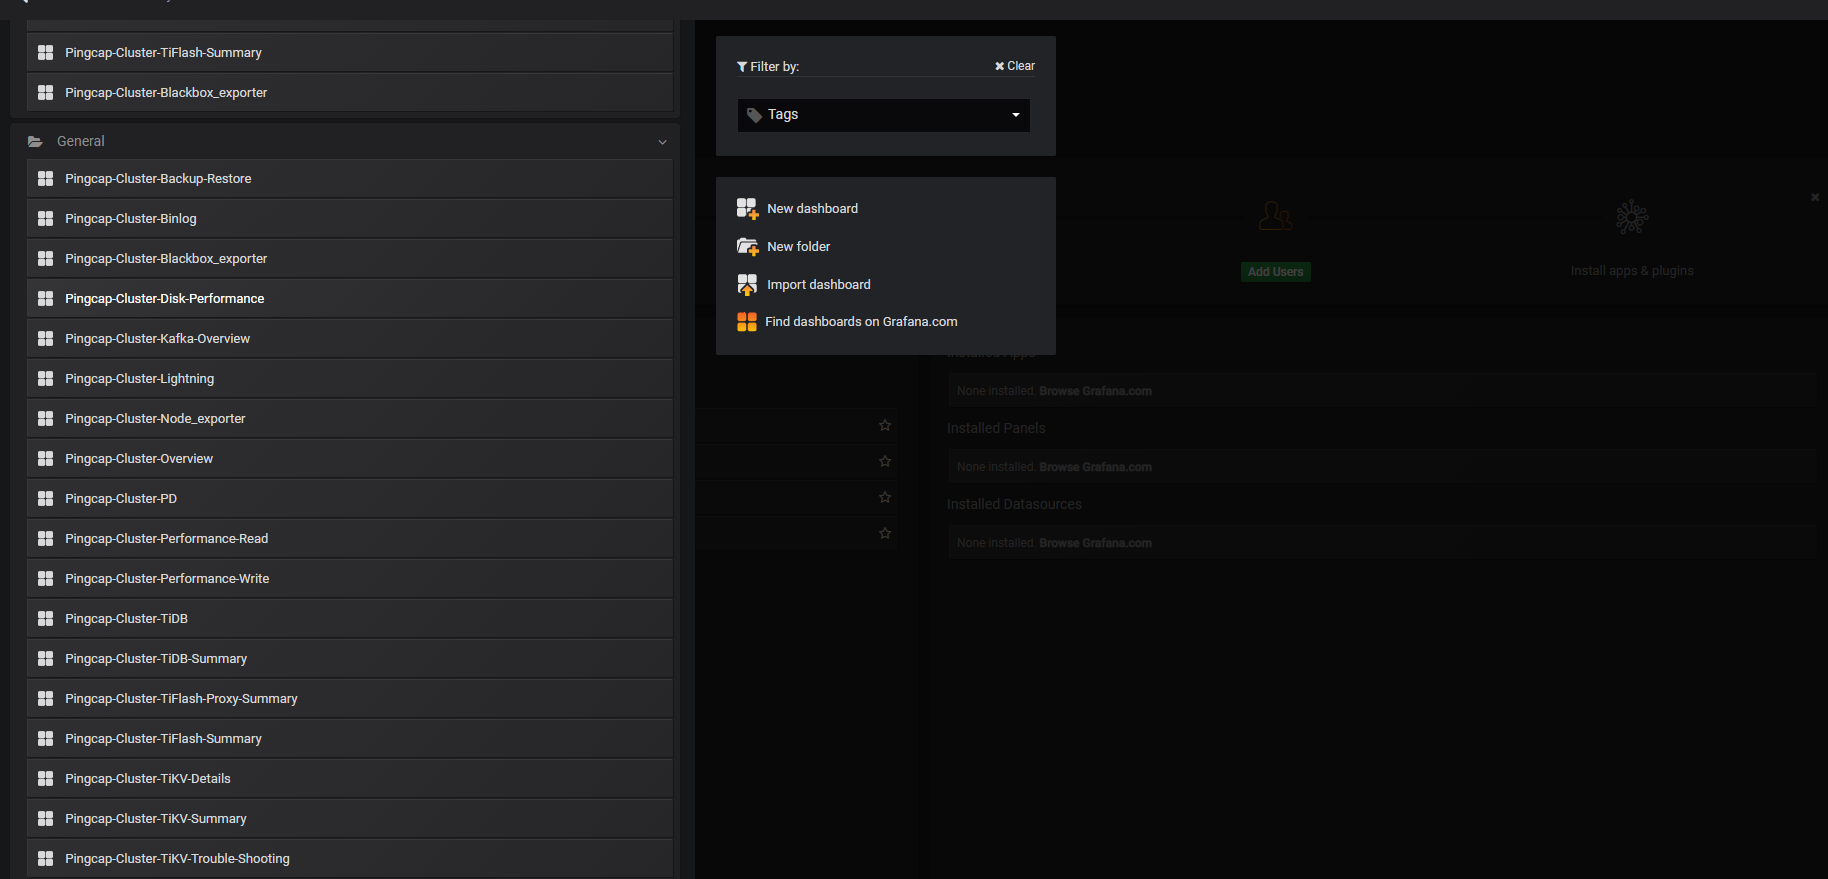 Pingcap-Cluster-TiFlash-Summary
Pingcap-Cluster-Blackbox_exporter
General
Pingcap-Cluster-Backup-Restore
Pingcap-Cluster-Binlog
Pingcap-Cluster-Blackbox_exporter
Pingcap-Cluster-Disk-Performance
Pingcap-Cluster-Kafka-Overview
Pingcap-Cluster-Lightning
Pingcap-Cluster-Node_exporter
Pingcap-Cluster-Overview
Pingcap-Cluster-PD
Pingcap-Cluster-Performance-Read
Pingcap-Cluster-Performance-Write
Pingcap-Cluster-TiDB
Pingcap-Cluster-TiDB-Summary
Pingcap-Cluster-TiFlash-Proxy-Summary
Pingcap-Cluster-TiFlash-Summary
Pingcap-Cluster-TiKV-Details
Pingcap-Cluster-TiKV-Summary
Pingcap-Cluster-TiKV-Trouble-Shooting
Filter by:
Clear
Tags
New dashboard
New folder
Import dashboard
Find dashboards on Grafana.com
Add Users
Install apps & plugins
Installed Apps
None installed. Browse Grafana.com
Installed Panels
None installed. Browse Grafana.com
Installed Datasources
None installed. Browse Grafana.com